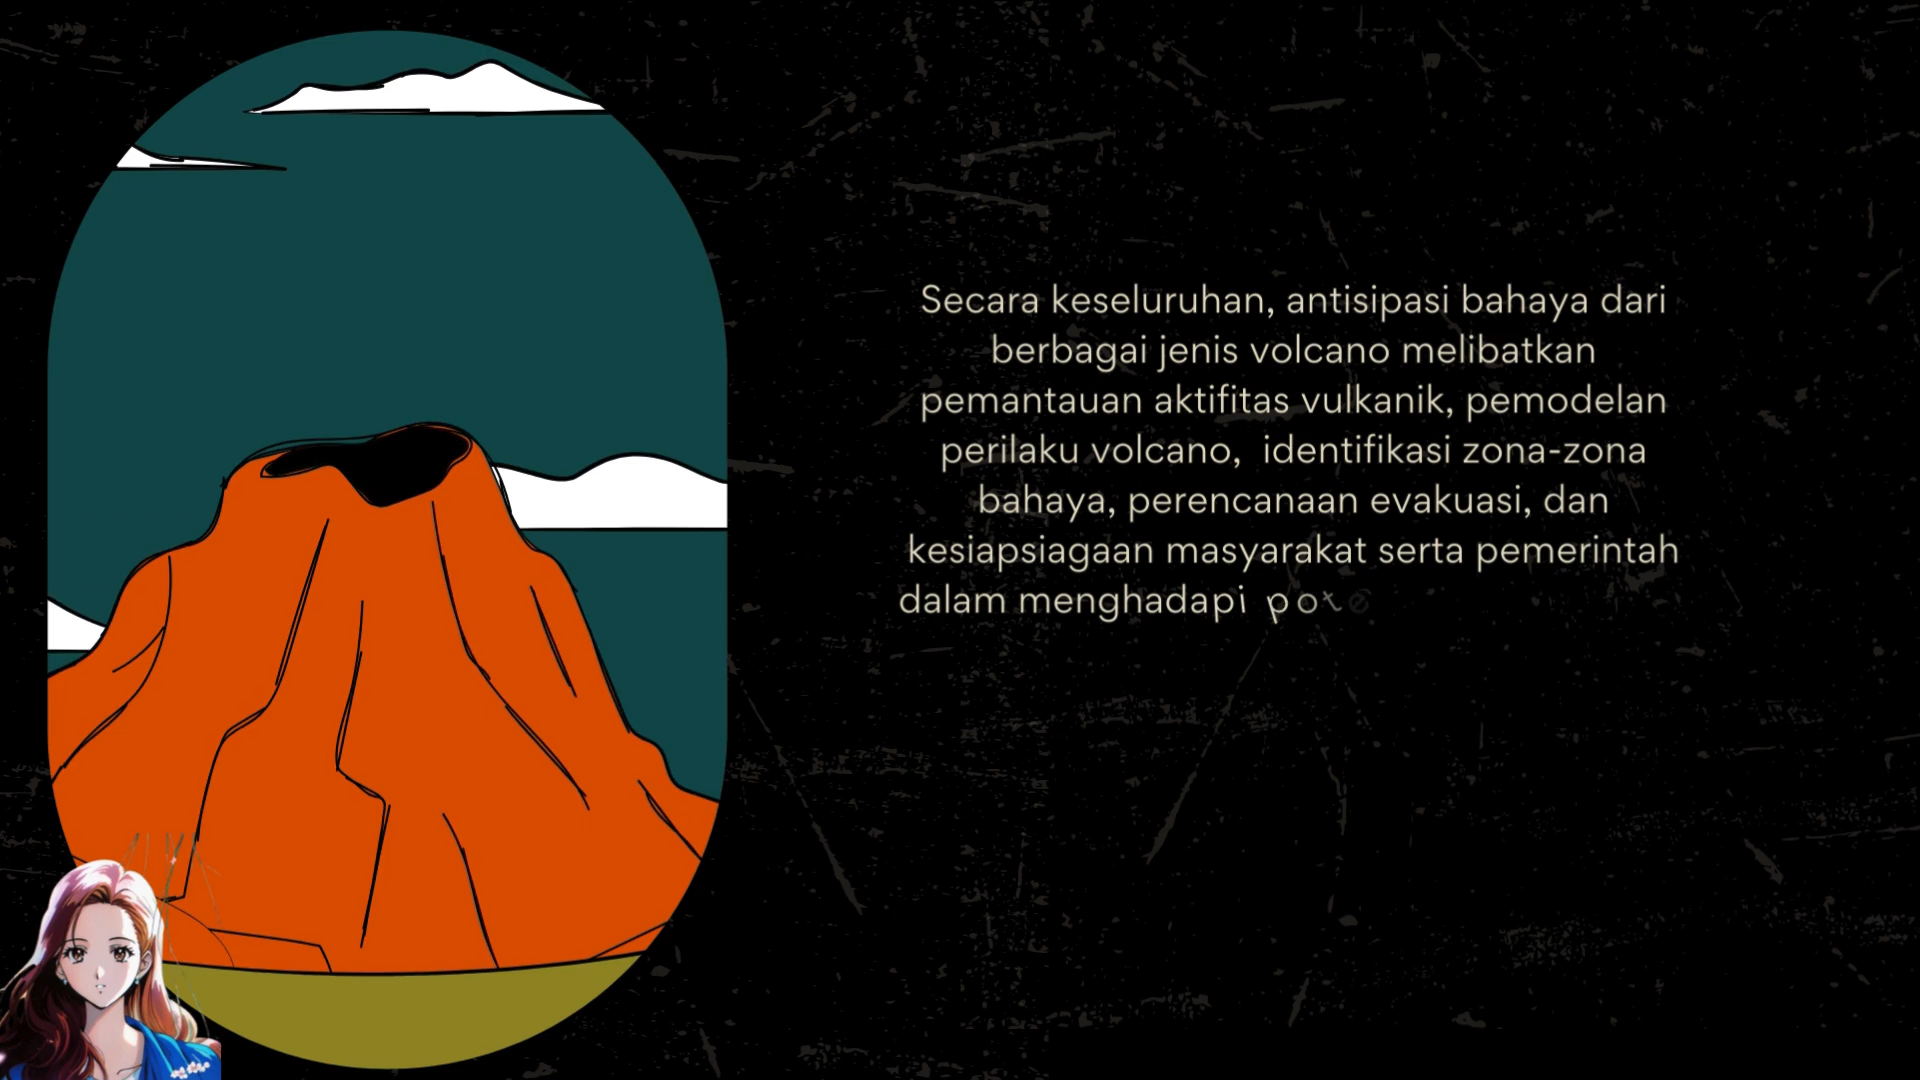 Secara keseluruhan, antisipasi bahaya dari
berbagai jenis volcano melibatkan
pemantauan aktifitas vulkanik, pemodelan
perilaku volcano, identifikasi zona-zona
bahaya, perencanaan evakuasi, dan
kesiapsiagaan masyarakat serta pemerintah
dalam menghadapi pote